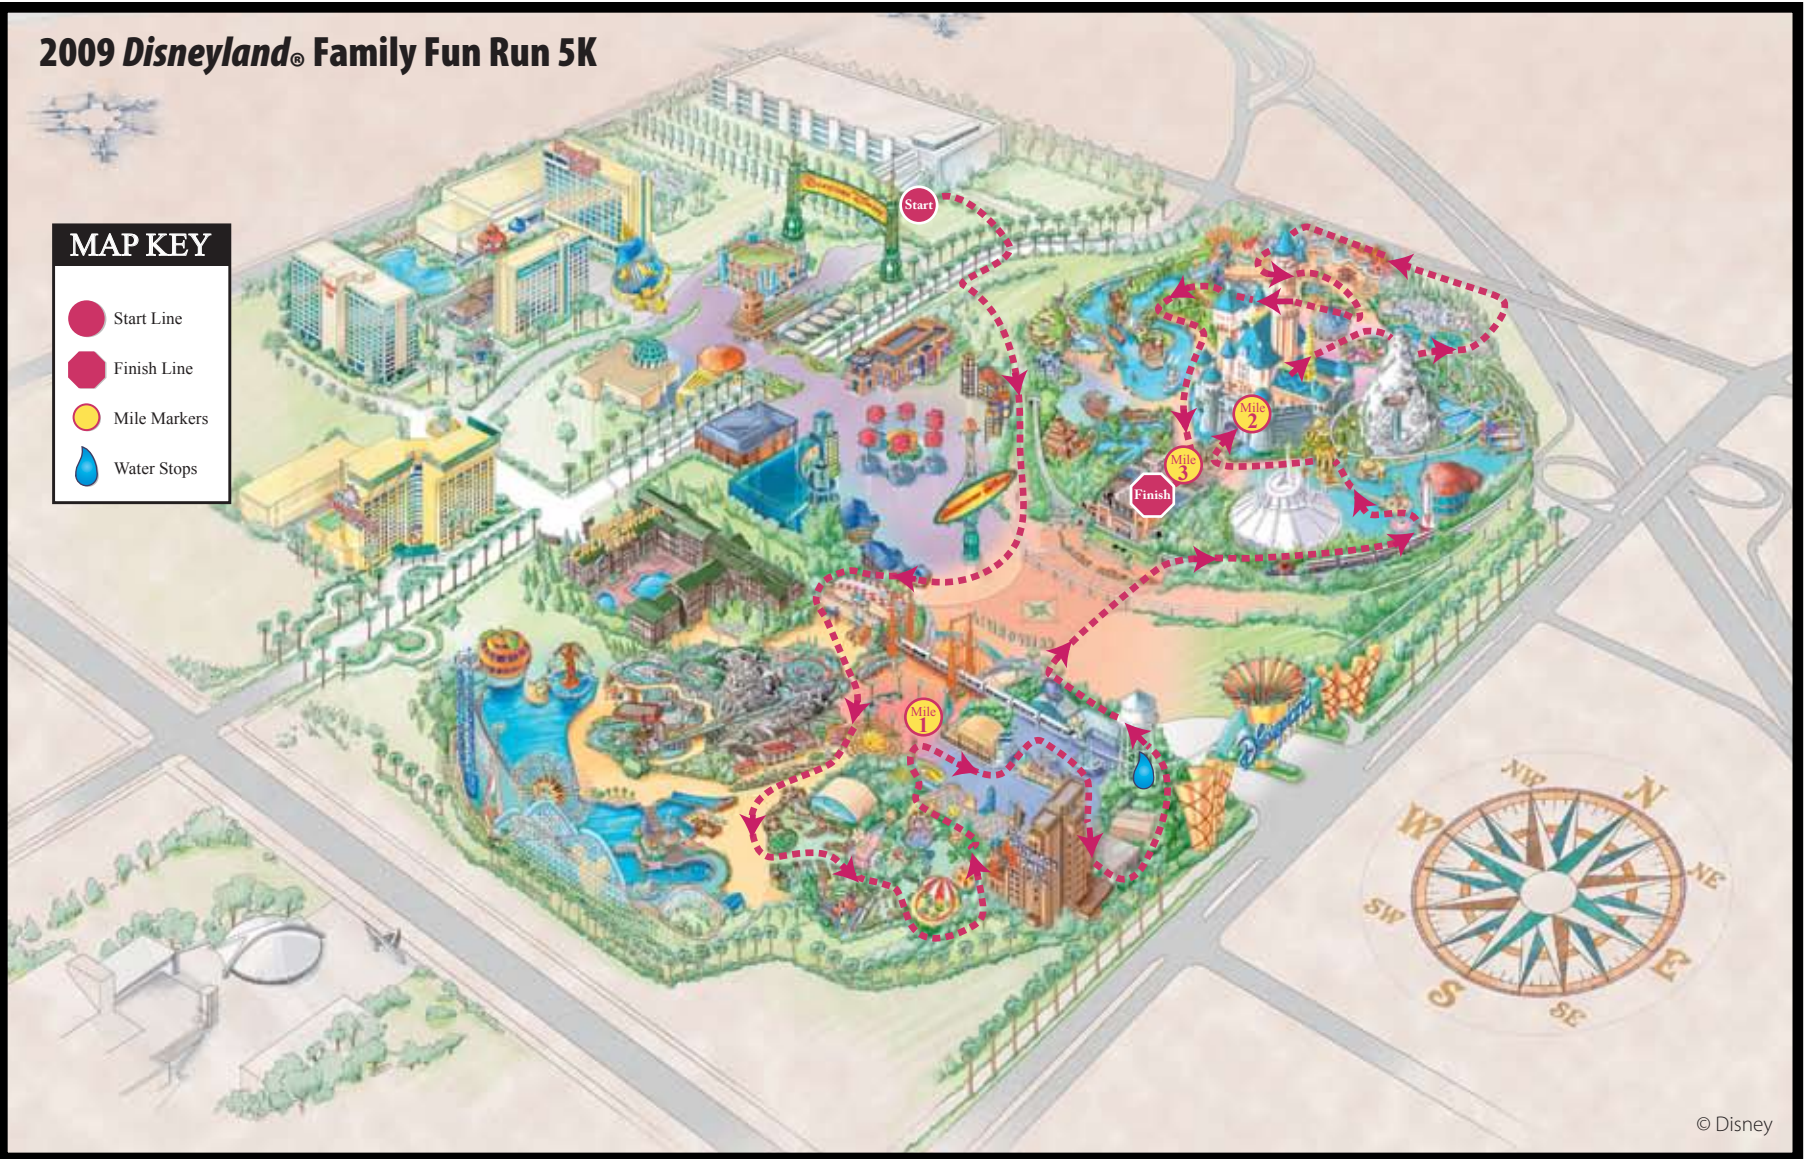 2009 Disneyland® Family Fun Run 5K
MAP KEY
Start Line
Finish Line
Mile Markers
Water Stops
Start
Mile
2
Mile
3
Finish
Mile
1
NW
N
W
NE
SW
E
S
SE
© Disney